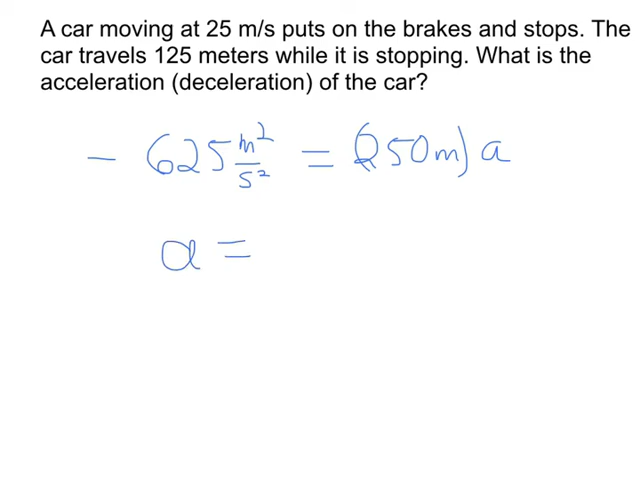 A car moving at 25 m/s puts on the brakes and stops. The
car travels 125 meters while it is stopping. What is the
acceleration (deceleration) of the car?
- 625 m²/s² = (250m) a
a =